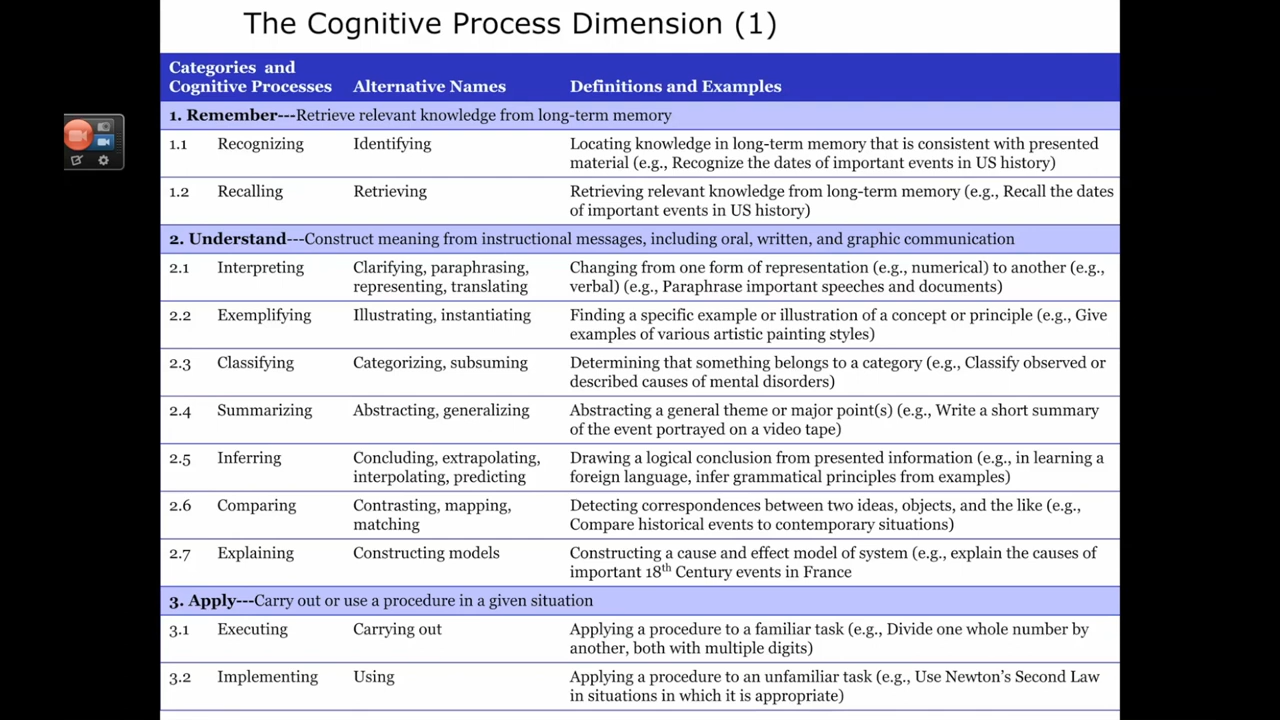 The Cognitive Process Dimension (1)
Categories and
Cognitive Processes Alternative Names Definitions and Examples
1. Remember---Retrieve relevant knowledge from long-term memory
1.1 Recognizing Identifying Locating knowledge in long-term memory that is consistent with presented
material (e.g., Recognize the dates of important events in US history)
1.2 Recalling Retrieving Retrieving relevant knowledge from long-term memory (e.g., Recall the dates
of important events in US history)
2. Understand---Construct meaning from instructional messages, including oral, written, and graphic communication
2.1 Interpreting Clarifying, paraphrasing, Changing from one form of representation (e.g., numerical) to another (e.g.,
representing, translating verbal) (e.g., Paraphrase important speeches and documents)
2.2 Exemplifying Illustrating, instantiating Finding a specific example or illustration of a concept or principle (e.g., Give
examples of various artistic painting styles)
2.3 Classifying Categorizing, subsuming Determining that something belongs to a category (e.g., Classify observed or
described causes of mental disorders)
2.4 Summarizing Abstracting, generalizing Abstracting a general theme or major point(s) (e.g., Write a short summary
of the event portrayed on a video tape)
2.5 Inferring Concluding, extrapolating, Drawing a logical conclusion from presented information (e.g., in learning a
interpolating, predicting foreign language, infer grammatical principles from examples)
2.6 Comparing Contrasting, mapping, Detecting correspondences between two ideas, objects, and the like (e.g.,
matching Compare historical events to contemporary situations)
2.7 Explaining Constructing models Constructing a cause and effect model of system (e.g., explain the causes of
important 18th Century events in France
3. Apply---Carry out or use a procedure in a given situation
3.1 Executing Carrying out Applying a procedure to a familiar task (e.g., Divide one whole number by
another, both with multiple digits)
3.2 Implementing Using Applying a procedure to an unfamiliar task (e.g., Use Newton's Second Law
in situations in which it is appropriate)